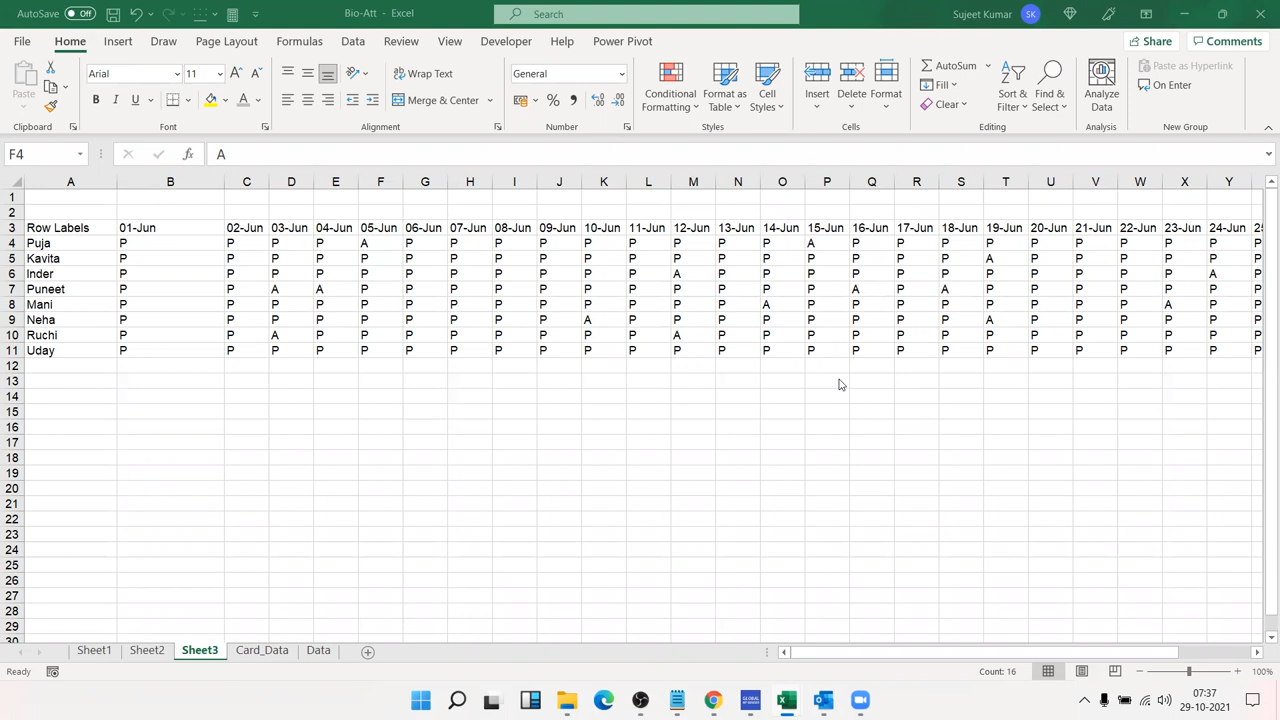 AutoSave Off Bio-Att - Excel Search Sujeet Kumar SK
File Home Insert Draw Page Layout Formulas Data Review View Developer Help Power Pivot Share Comments
Paste Arial 11 Wrap Text General Conditional Formatting Format as Table Cell Styles Insert Delete Format AutoSum Fill Clear Sort & Filter Find & Select Analyze Data Paste as Hyperlink On Enter
B I U A Merge & Center % 9
Clipboard Font Alignment Number Styles Cells Editing Analysis New Group
F4 fx A
A B C D E F G H I J K L M N O P Q R S T U V W X Y
1
2
3 Row Labels 01-Jun 02-Jun 03-Jun 04-Jun 05-Jun 06-Jun 07-Jun 08-Jun 09-Jun 10-Jun 11-Jun 12-Jun 13-Jun 14-Jun 15-Jun 16-Jun 17-Jun 18-Jun 19-Jun 20-Jun 21-Jun 22-Jun 23-Jun 24-Jun
4 Puja P P P P A P P P P P P P P P A P P P P P P P P P P
5 Kavita P P P P P P P P P P P P P P P P P P A P P P P P P
6 Inder P P P P P P P P P P P A P P P P P P P P P P P A P
7 Puneet P P A A P P P P P P P P P P P A P A P P P P P P P
8 Mani P P P P P P P P P P P P P A P P P P P P P P A P P
9 Neha P P P P P P P P P A P P P P P P P P A P P P P P P
10 Ruchi P P A P P P P P P P P A P P P P P P P P P P P P P
11 Uday P P P P P P P P P P P P P P P P P P P P P P P P P
12
13
14
15
16
17
18
19
20
21
22
23
24
25
26
27
28
29
30
Sheet1 Sheet2 Sheet3 Card_Data Data
Ready Count: 16 100%
GLOBAL 07:37
29-10-2021